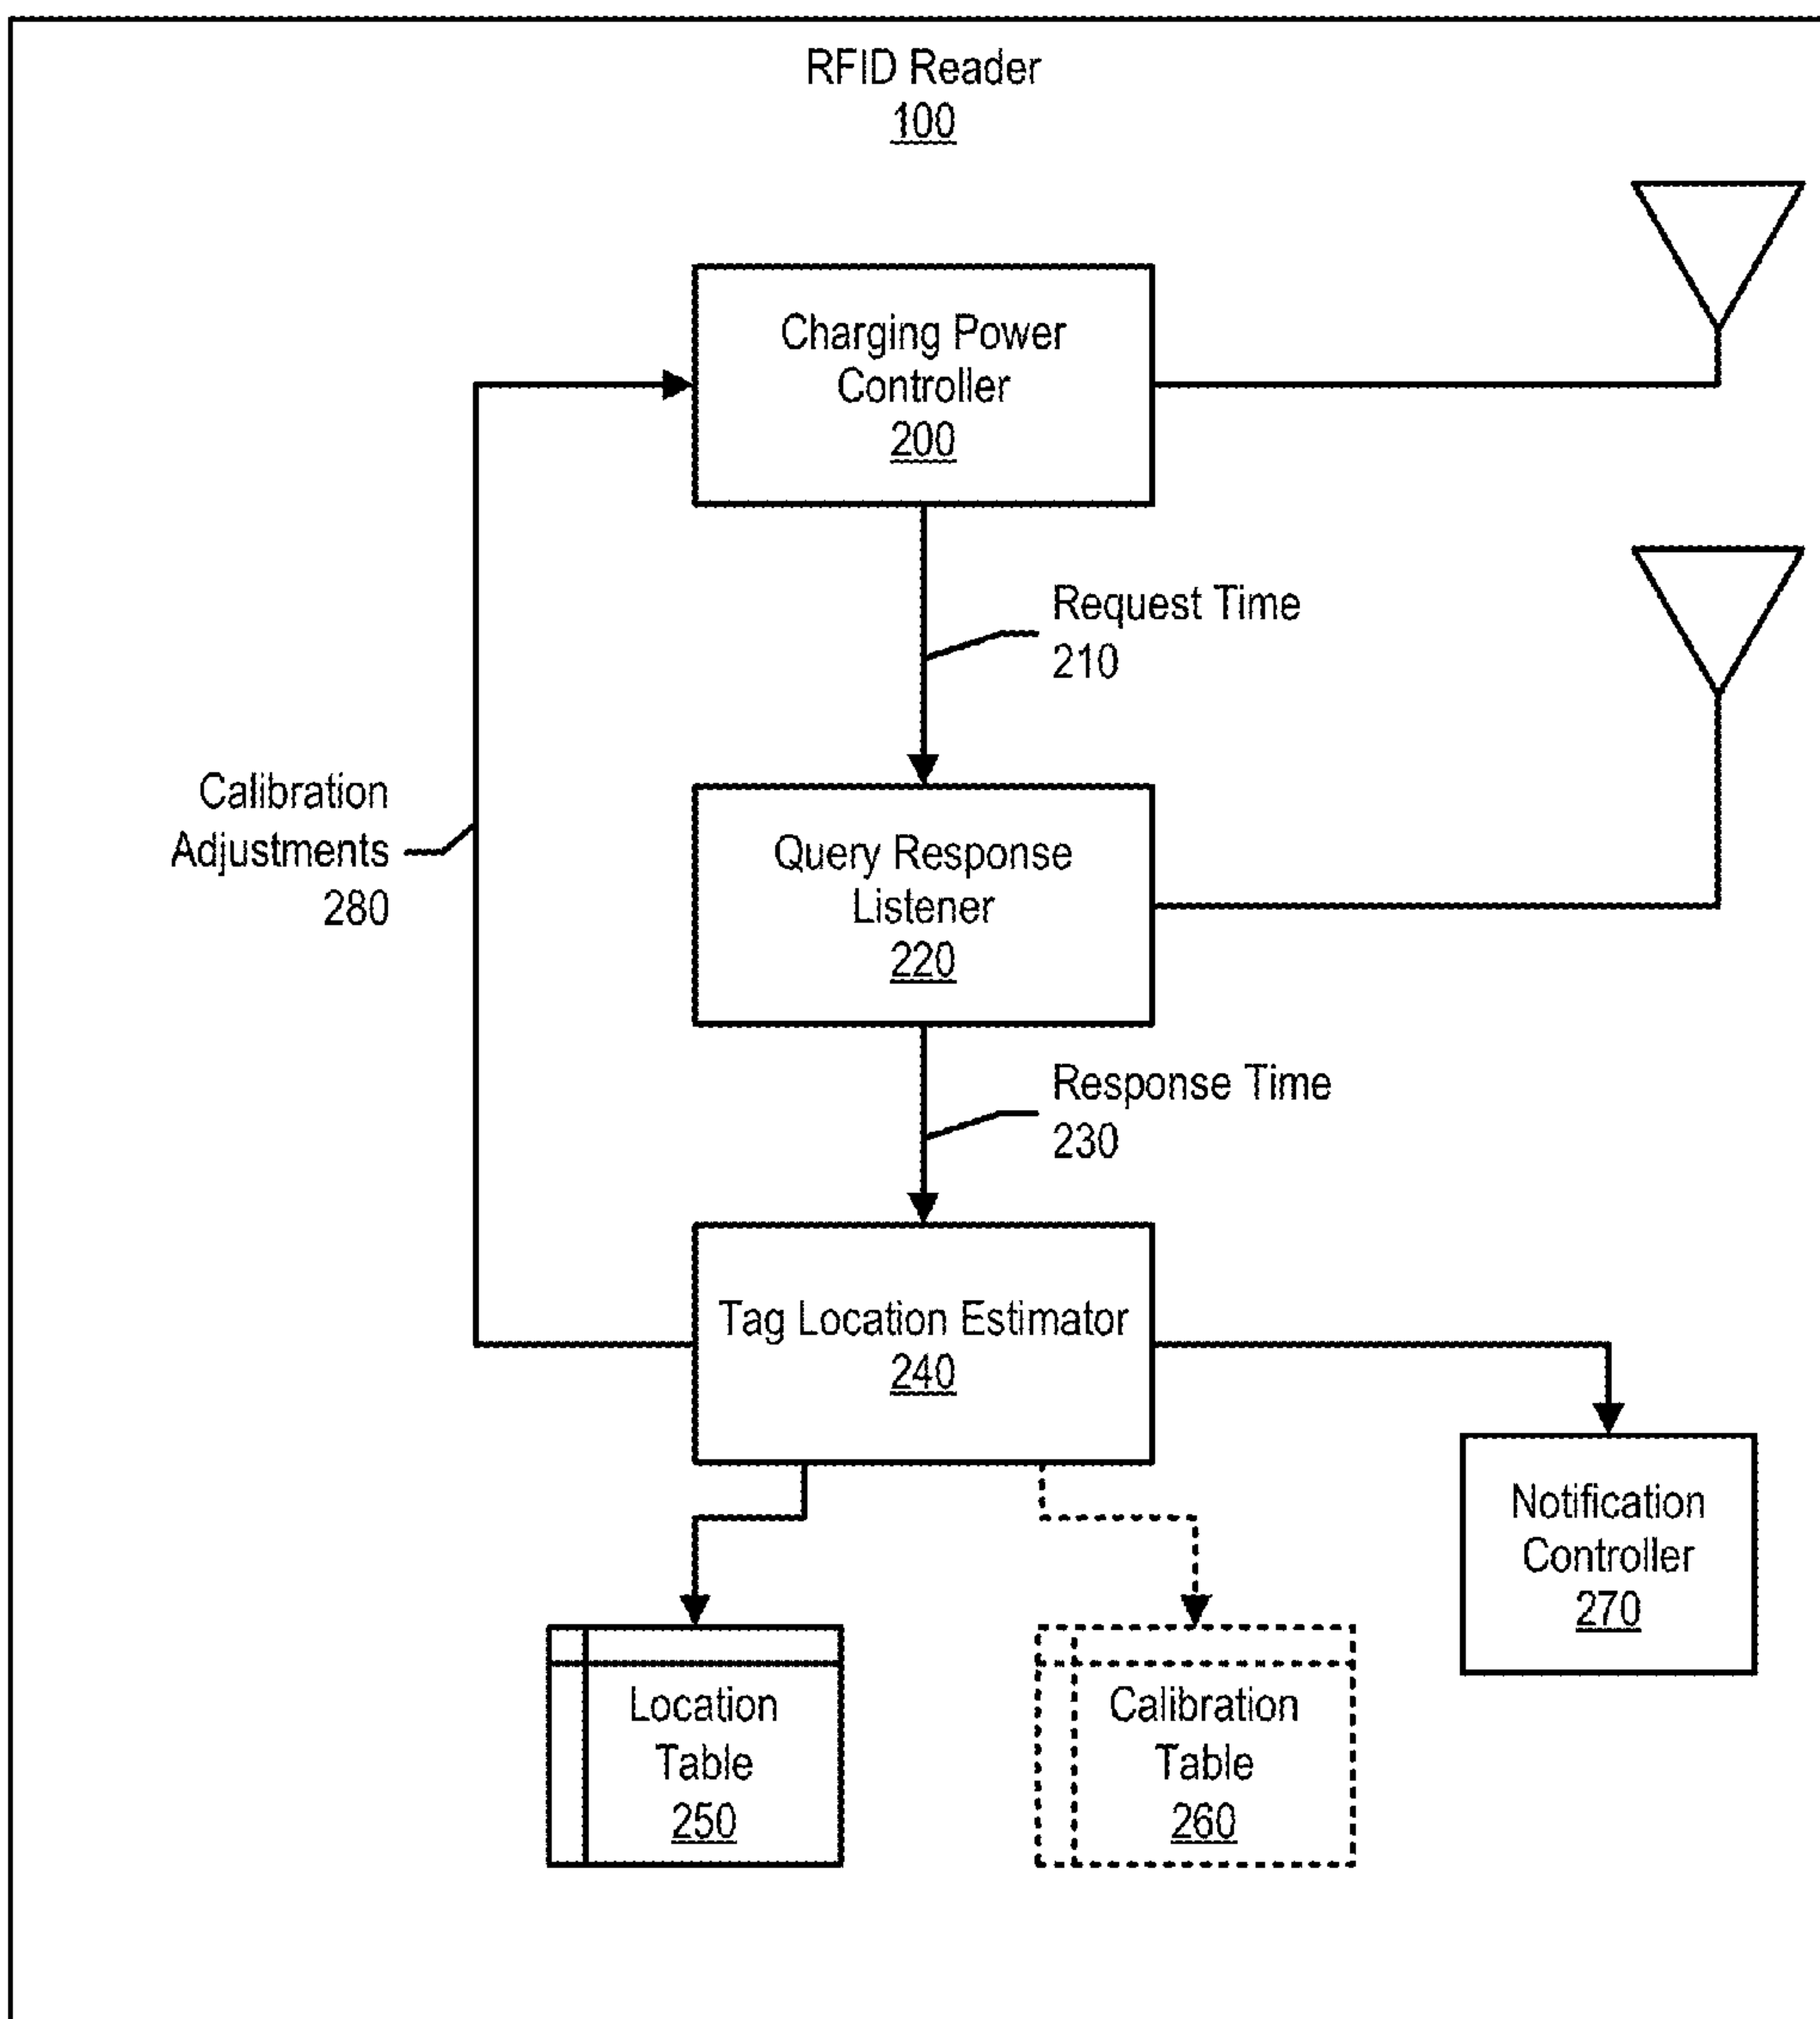 RFID Reader
100
Charging Power
Controller
200
Request Time
210
Calibration
Adjustments
280
Query Response
Listener
220
Response Time
230
Tag Location Estimator
240
Notification
Controller
270
Location
Table
250
Calibration
Table
260